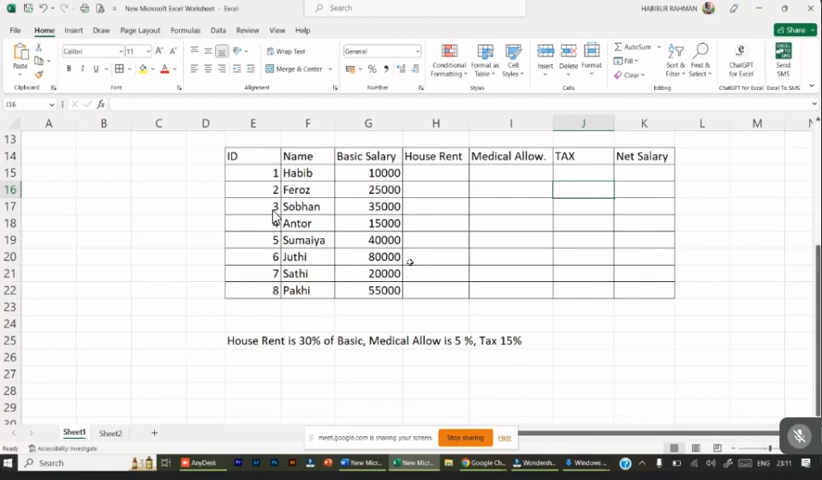 New Microsoft Excel Worksheet - Excel
Search
HABIBUR RAHMAN
File Home Insert Draw Page Layout Formulas Data Review View Help
Share
Paste
Calibri 11
Wrap Text
General
Merge & Center
Conditional Formatting
Format as Table
Cell Styles
Insert Delete Format
AutoSum
Fill
Clear
Sort & Filter
Find & Select
ChatGPT for Excel
Send SMS
Clipboard Font Alignment Number Styles Cells Editing ChatGPT for Excel Excel To SMS
J16 fx
A B C D E F G H I J K L M N
13
14 ID Name Basic Salary House Rent Medical Allow. TAX Net Salary
15 1 Habib 10000
16 2 Feroz 25000
17 3 Sobhan 35000
18 4 Antor 15000
19 5 Sumaiya 40000
20 6 Juthi 80000
21 7 Sathi 20000
22 8 Pakhi 55000
23
24
25 House Rent is 30% of Basic, Medical Allow is 5 %, Tax 15%
26
27
28
29
Sheet1 Sheet2
meet.google.com is sharing your screen. Stop sharing Hide
Ready Accessibility: Investigate
Search AnyDesk New Micr... New Micr... Google Ch... Wondersh... Windows ... ENG 23:11